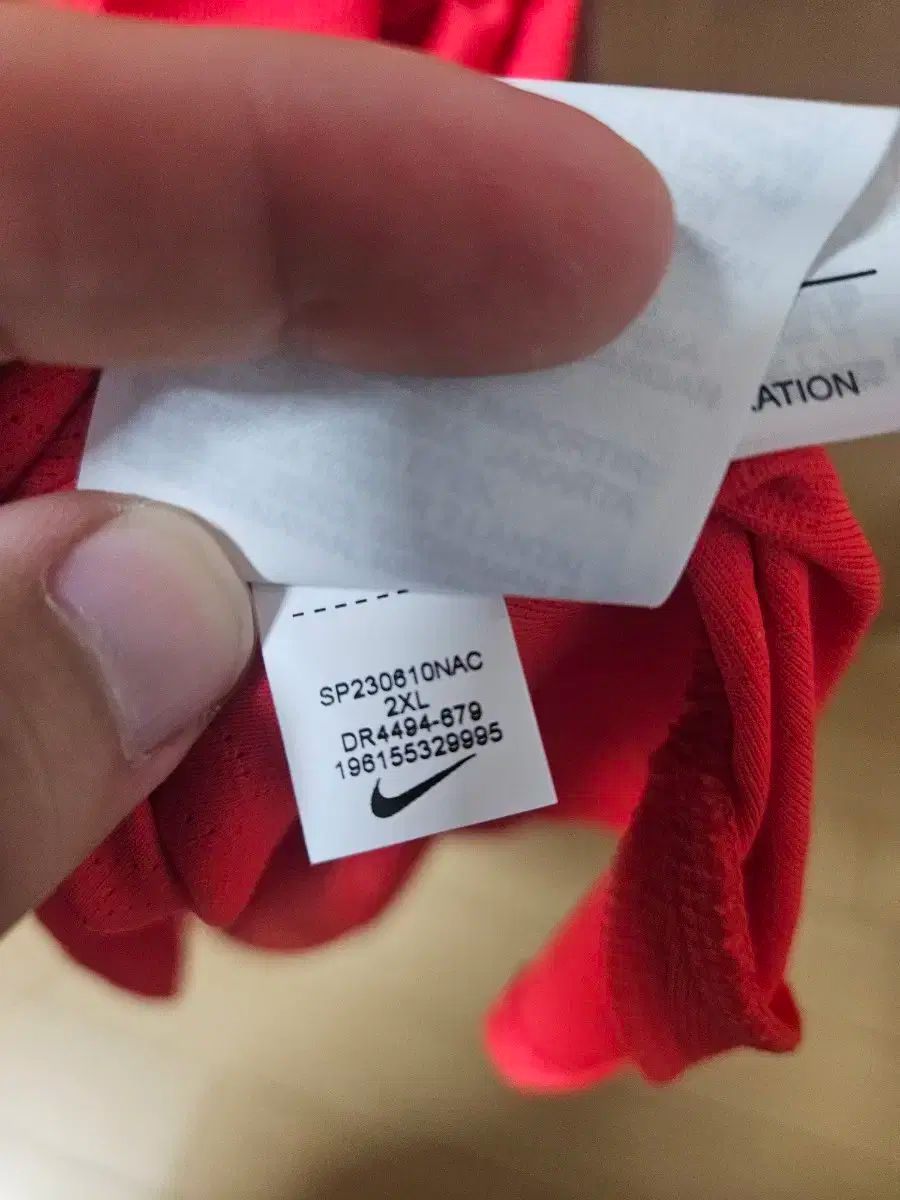 .ATION
SP230610NAC
2XL
DR4494-679
196155329995